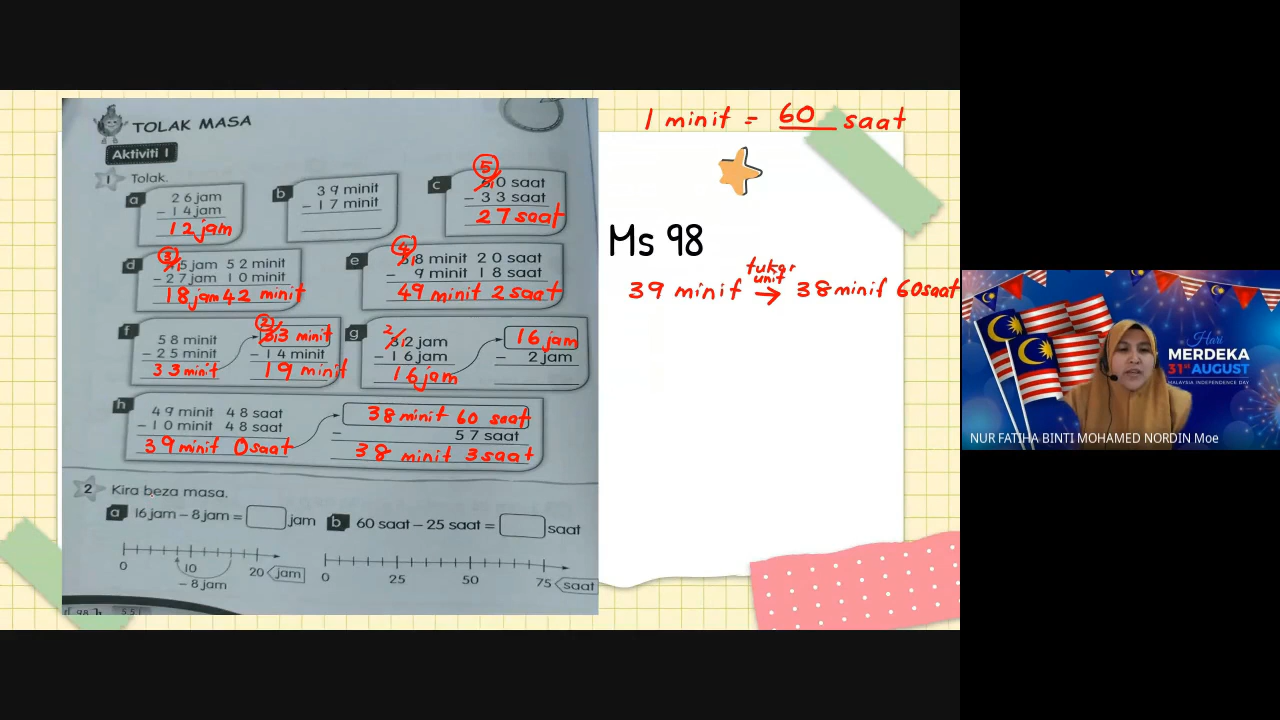 1 minit = 60 saat
TOLAK MASA
Aktiviti 1
1 Tolak.
a 26 jam
- 14 jam
12 jam
b 39 minit
- 17 minit
c 5
60 saat
- 33 saat
27 saat
d 3
45 jam 52 minit
- 27 jam 10 minit
18 jam 42 minit
e 4
58 minit 20 saat
- 9 minit 18 saat
49 minit 2 saat
f 58 minit
- 25 minit
33 minit
2
33 minit
- 14 minit
19 minit
g 2
32 jam
- 16 jam
16 jam
16 jam
- 2 jam
h 49 minit 48 saat
- 10 minit 48 saat
39 minit 0 saat
38 minit 60 saat
- 57 saat
38 minit 3 saat
2 Kira beza masa.
a 16 jam – 8 jam = jam
0 10 20 jam
– 8 jam
b 60 saat – 25 saat = saat
0 25 50 75 saat
Ms 98
tukar
unit
39 minit → 38 minit 60 saat
Hari
MERDEKA
31st AUGUST
MALAYSIA INDEPENDENCE DAY
NUR FATIHA BINTI MOHAMED NORDIN Moe